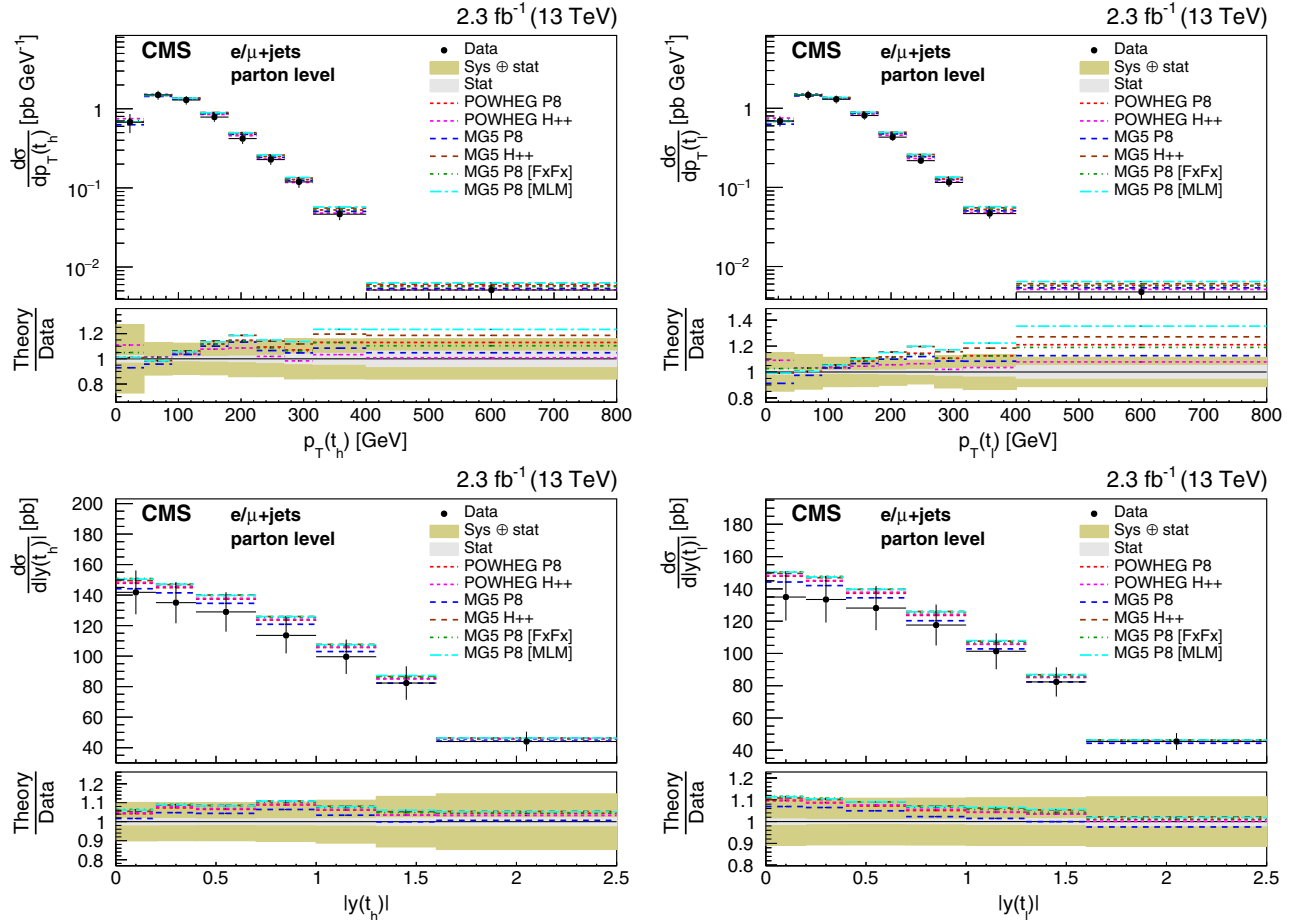 2.3 fb⁻¹ (13 TeV)
CMS e/μ+jets
parton level
Data
Sys ⊕ stat
Stat
POWHEG P8
POWHEG H++
MG5 P8
MG5 H++
MG5 P8 [FxFx]
MG5 P8 [MLM]
dσ/dp_T(t_h) [pb GeV⁻¹]
1
10⁻¹
10⁻²
Theory/Data
1.2
1
0.8
0 100 200 300 400 500 600 700 800
p_T(t_h) [GeV]
2.3 fb⁻¹ (13 TeV)
CMS e/μ+jets
parton level
Data
Sys ⊕ stat
Stat
POWHEG P8
POWHEG H++
MG5 P8
MG5 H++
MG5 P8 [FxFx]
MG5 P8 [MLM]
dσ/dp_T(t_l) [pb GeV⁻¹]
1
10⁻¹
10⁻²
Theory/Data
1.4
1.2
1
0.8
0 100 200 300 400 500 600 700 800
p_T(t_l) [GeV]
2.3 fb⁻¹ (13 TeV)
CMS e/μ+jets
parton level
Data
Sys ⊕ stat
Stat
POWHEG P8
POWHEG H++
MG5 P8
MG5 H++
MG5 P8 [FxFx]
MG5 P8 [MLM]
dσ/d|y(t_h)| [pb]
200
180
160
140
120
100
80
60
40
Theory/Data
1.2
1.1
1
0.9
0.8
0 0.5 1 1.5 2 2.5
|y(t_h)|
2.3 fb⁻¹ (13 TeV)
CMS e/μ+jets
parton level
Data
Sys ⊕ stat
Stat
POWHEG P8
POWHEG H++
MG5 P8
MG5 H++
MG5 P8 [FxFx]
MG5 P8 [MLM]
dσ/d|y(t_l)| [pb]
180
160
140
120
100
80
60
40
Theory/Data
1.2
1.1
1
0.9
0.8
0 0.5 1 1.5 2 2.5
|y(t_l)|